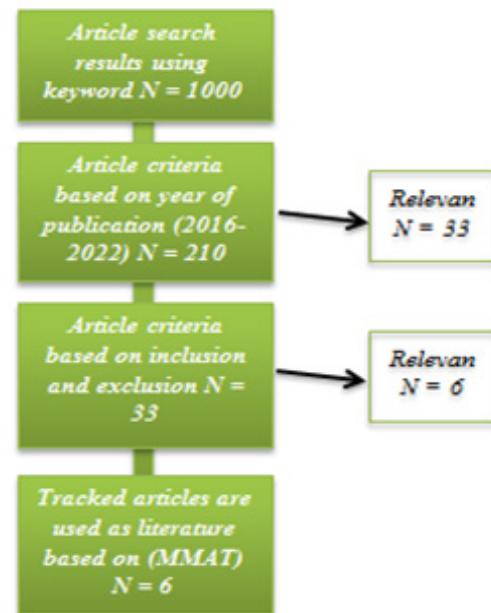 Article search
results using
keyword N = 1000
Article criteria
based on year of
publication (2016-
2022) N = 210
Relevan
N = 33
Article criteria
based on inclusion
and exclusion N =
33
Relevan
N = 6
Tracked articles are
used as literature
based on (MMAT)
N = 6